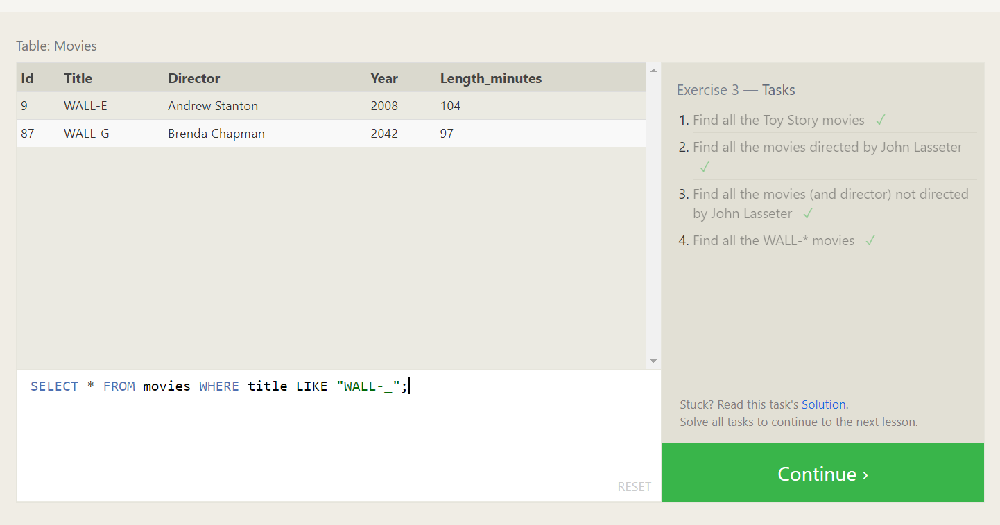 Table: Movies
Id Title Director Year Length_minutes
9 WALL-E Andrew Stanton 2008 104
87 WALL-G Brenda Chapman 2042 97
SELECT * FROM movies WHERE title LIKE "WALL-_";
RESET
Exercise 3 — Tasks
1. Find all the Toy Story movies ✓
2. Find all the movies directed by John Lasseter
✓
3. Find all the movies (and director) not directed
by John Lasseter ✓
4. Find all the WALL-* movies ✓
Stuck? Read this task's Solution.
Solve all tasks to continue to the next lesson.
Continue ›